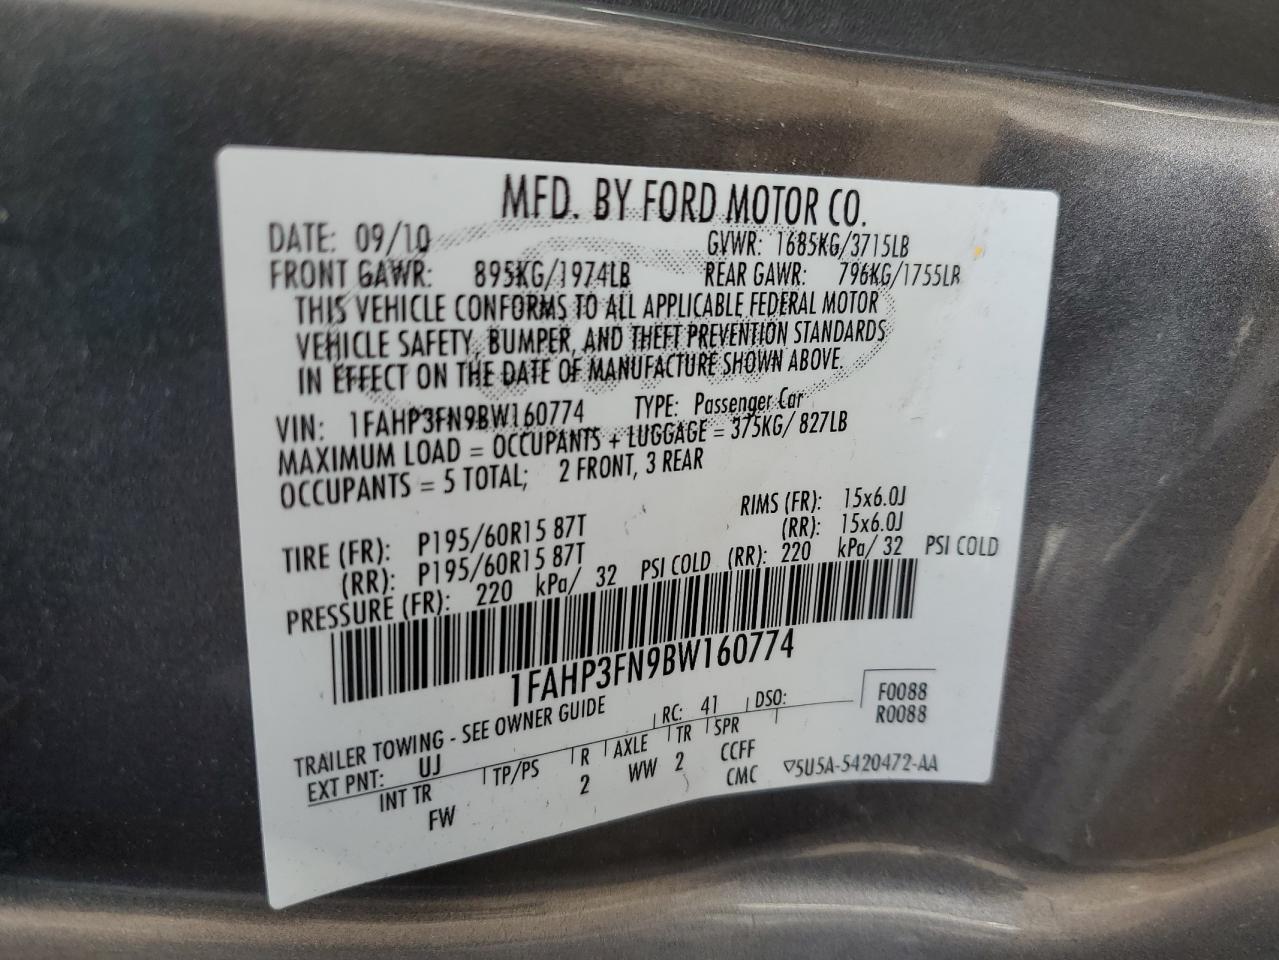 MFD. BY FORD MOTOR CO.
DATE: 09/10 GVWR: 1685KG/3715LB
FRONT GAWR: 895KG/1974LB REAR GAWR: 796KG/1755LB
THIS VEHICLE CONFORMS TO ALL APPLICABLE FEDERAL MOTOR
VEHICLE SAFETY, BUMPER, AND THEFT PREVENTION STANDARDS
IN EFFECT ON THE DATE OF MANUFACTURE SHOWN ABOVE.
VIN: 1FAHP3FN9BW160774 TYPE: Passenger Car
MAXIMUM LOAD = OCCUPANTS + LUGGAGE = 375KG/ 827LB
OCCUPANTS = 5 TOTAL; 2 FRONT, 3 REAR
TIRE (FR): P195/60R15 87T RIMS (FR): 15x6.0J
(RR): P195/60R15 87T (RR): 15x6.0J
PRESSURE (FR): 220 kPa/ 32 PSI COLD (RR): 220 kPa/ 32 PSI COLD
1FAHP3FN9BW160774
TRAILER TOWING - SEE OWNER GUIDE RC: 41 DSO: F0088
EXT PNT: UJ R0088
INT TR TP/PS R AXLE TR SPR
FW 2 WW 2 CCFF
CMC ▽5U5A-5420472-AA